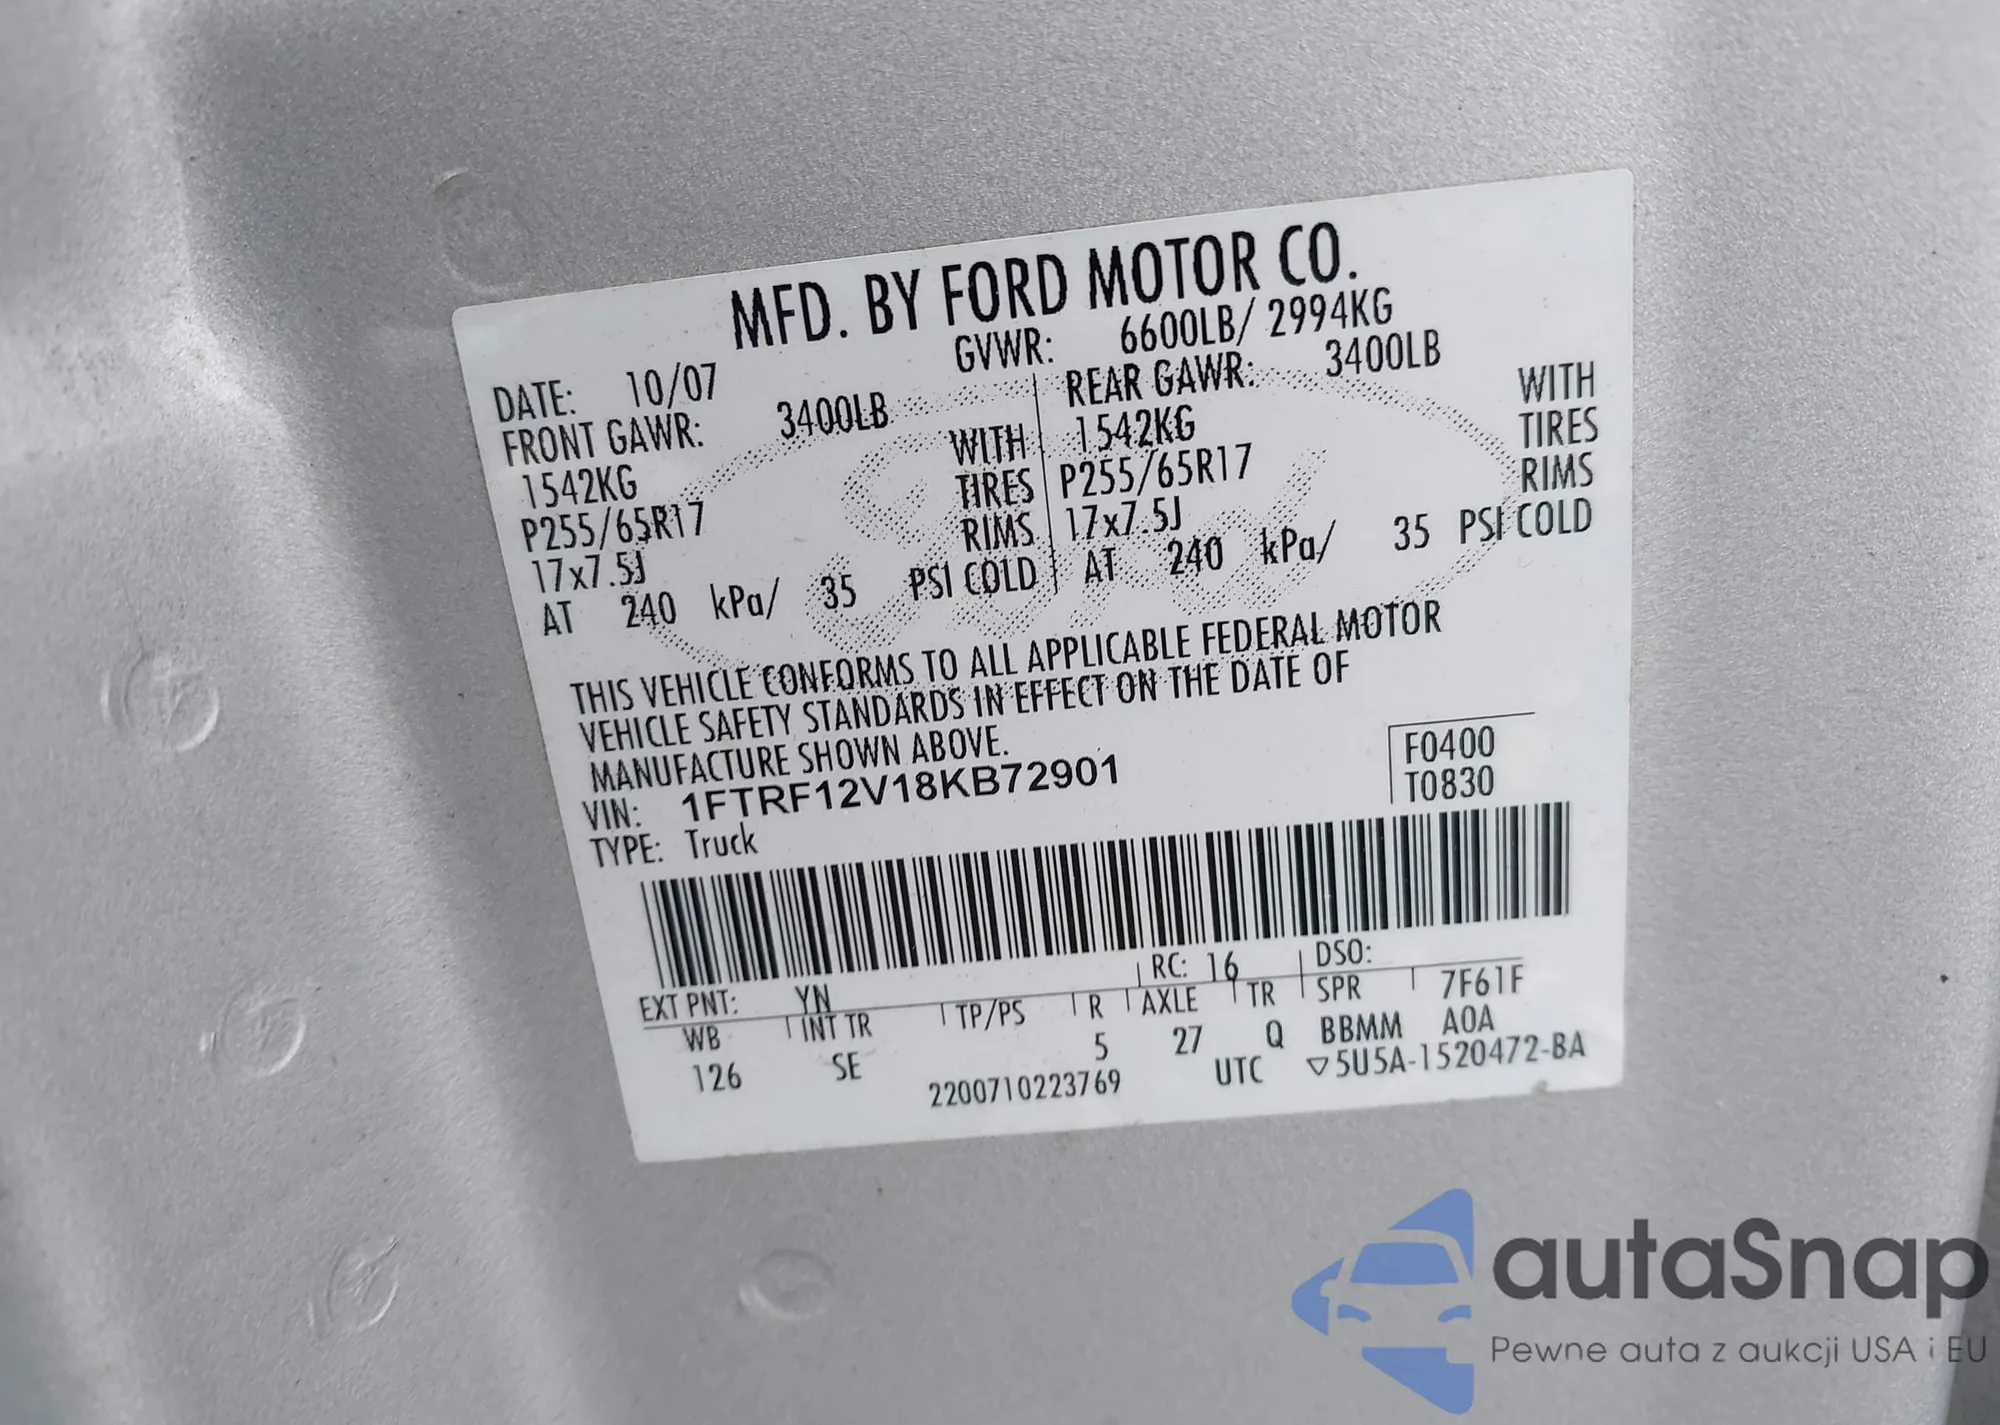 MFD. BY FORD MOTOR CO.
DATE: 10/07 GVWR: 6600LB/ 2994KG
FRONT GAWR: 3400LB REAR GAWR: 3400LB
1542KG WITH 1542KG WITH
P255/65R17 TIRES P255/65R17 TIRES
17x7.5J RIMS 17x7.5J RIMS
AT 240 kPa/ 35 PSI COLD AT 240 kPa/ 35 PSI COLD
THIS VEHICLE CONFORMS TO ALL APPLICABLE FEDERAL MOTOR
VEHICLE SAFETY STANDARDS IN EFFECT ON THE DATE OF
MANUFACTURE SHOWN ABOVE.
VIN: 1FTRF12V18KB72901
F0400
TYPE: Truck
T0830
EXT PNT: YN RC: 16 DSO:
WB INT TR TP/PS R AXLE TR SPR 7F61F
126 SE 5 27 Q BBMM A0A
2200710223769 UTC ▽5U5A-1520472-BA
autaSnap
Pewne auta z aukcji USA i EU